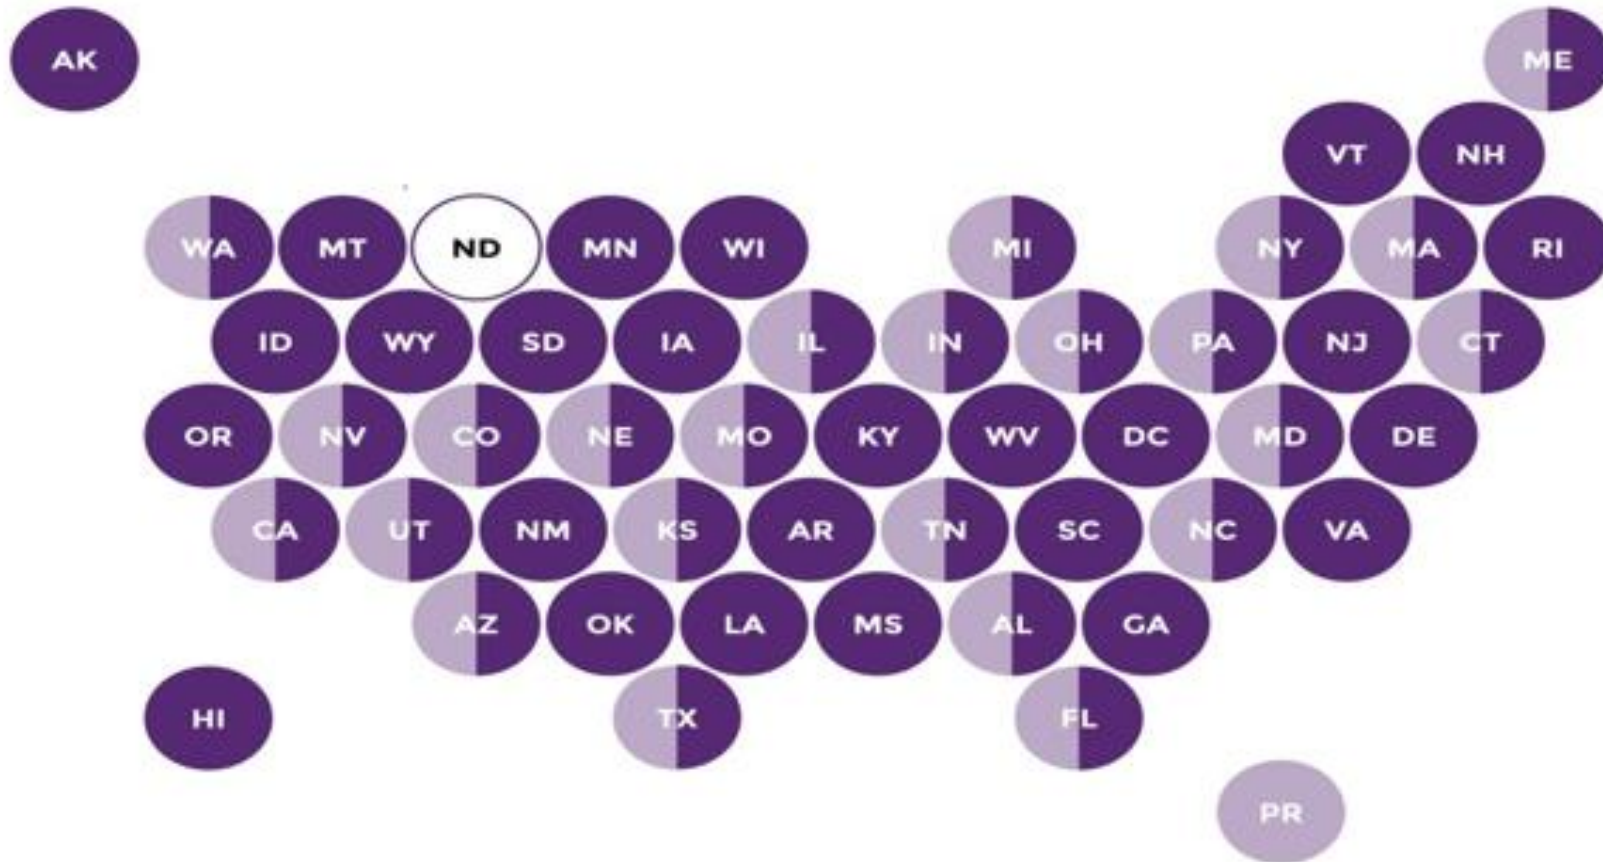 AK ME
VT NH
WA MT ND MN WI MI NY MA RI
ID WY SD IA IL IN OH PA NJ CT
OR NV CO NE MO KY WV DC MD DE
CA UT NM KS AR TN SC NC VA
AZ OK LA MS AL GA
HI TX FL
PR